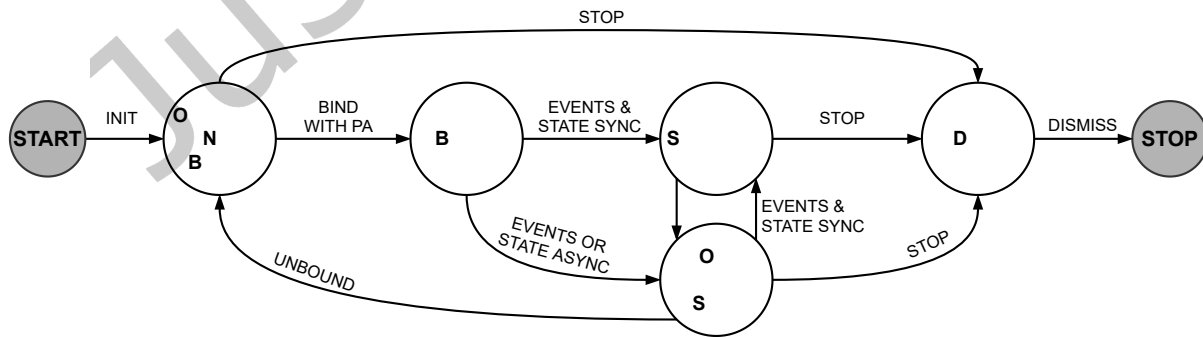 STOP
START
INIT
O
N
B
BIND
WITH PA
B
EVENTS &
STATE SYNC
S
STOP
D
DISMISS
STOP
EVENTS OR
STATE ASYNC
EVENTS &
STATE SYNC
O
S
STOP
UNBOUND
Jus